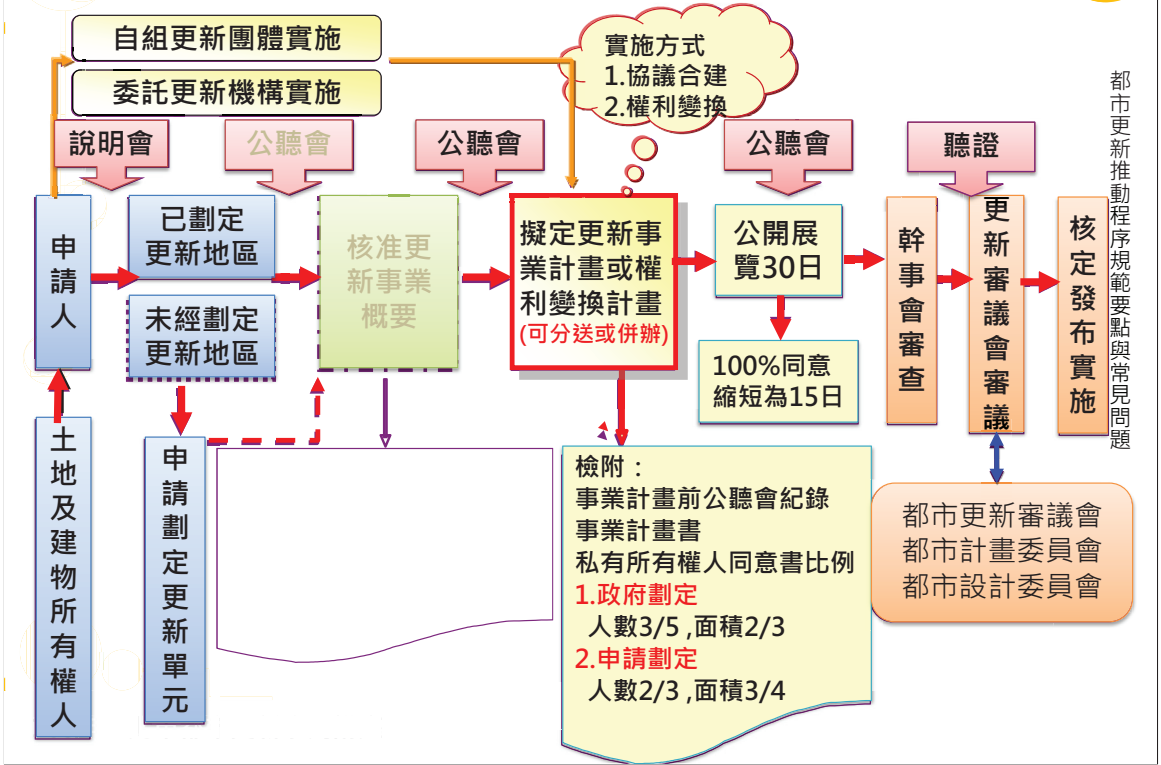 自組更新團體實施
委託更新機構實施
實施方式
1.協議合建
2.權利變換
說明會
公聽會
公聽會
公聽會
聽證
申請人
已劃定
更新地區
未經劃定
更新地區
核准更
新事業
概要
擬定更新事
業計畫或權
利變換計畫
(可分送或併辦)
公開展
覽30日
100%同意
縮短為15日
幹事會審查
更新審議會審議
核定發布實施
土地及建物所有權人
申請劃定更新單元
檢附：
事業計畫前公聽會紀錄
事業計畫書
私有所有權人同意書比例
1.政府劃定
人數3/5 ,面積2/3
2.申請劃定
人數2/3 ,面積3/4
都市更新審議會
都市計畫委員會
都市設計委員會
都市更新推動程序規範要點與常見問題